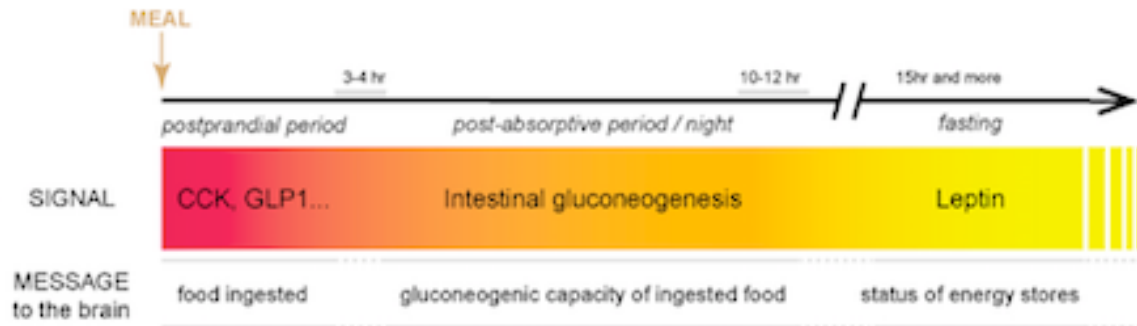 MEAL
3-4 hr
10-12 hr
15hr and more
postprandial period
post-absorptive period / night
fasting
SIGNAL
CCK, GLP1...
Intestinal gluconeogenesis
Leptin
MESSAGE
to the brain
food ingested
gluconeogenic capacity of ingested food
status of energy stores